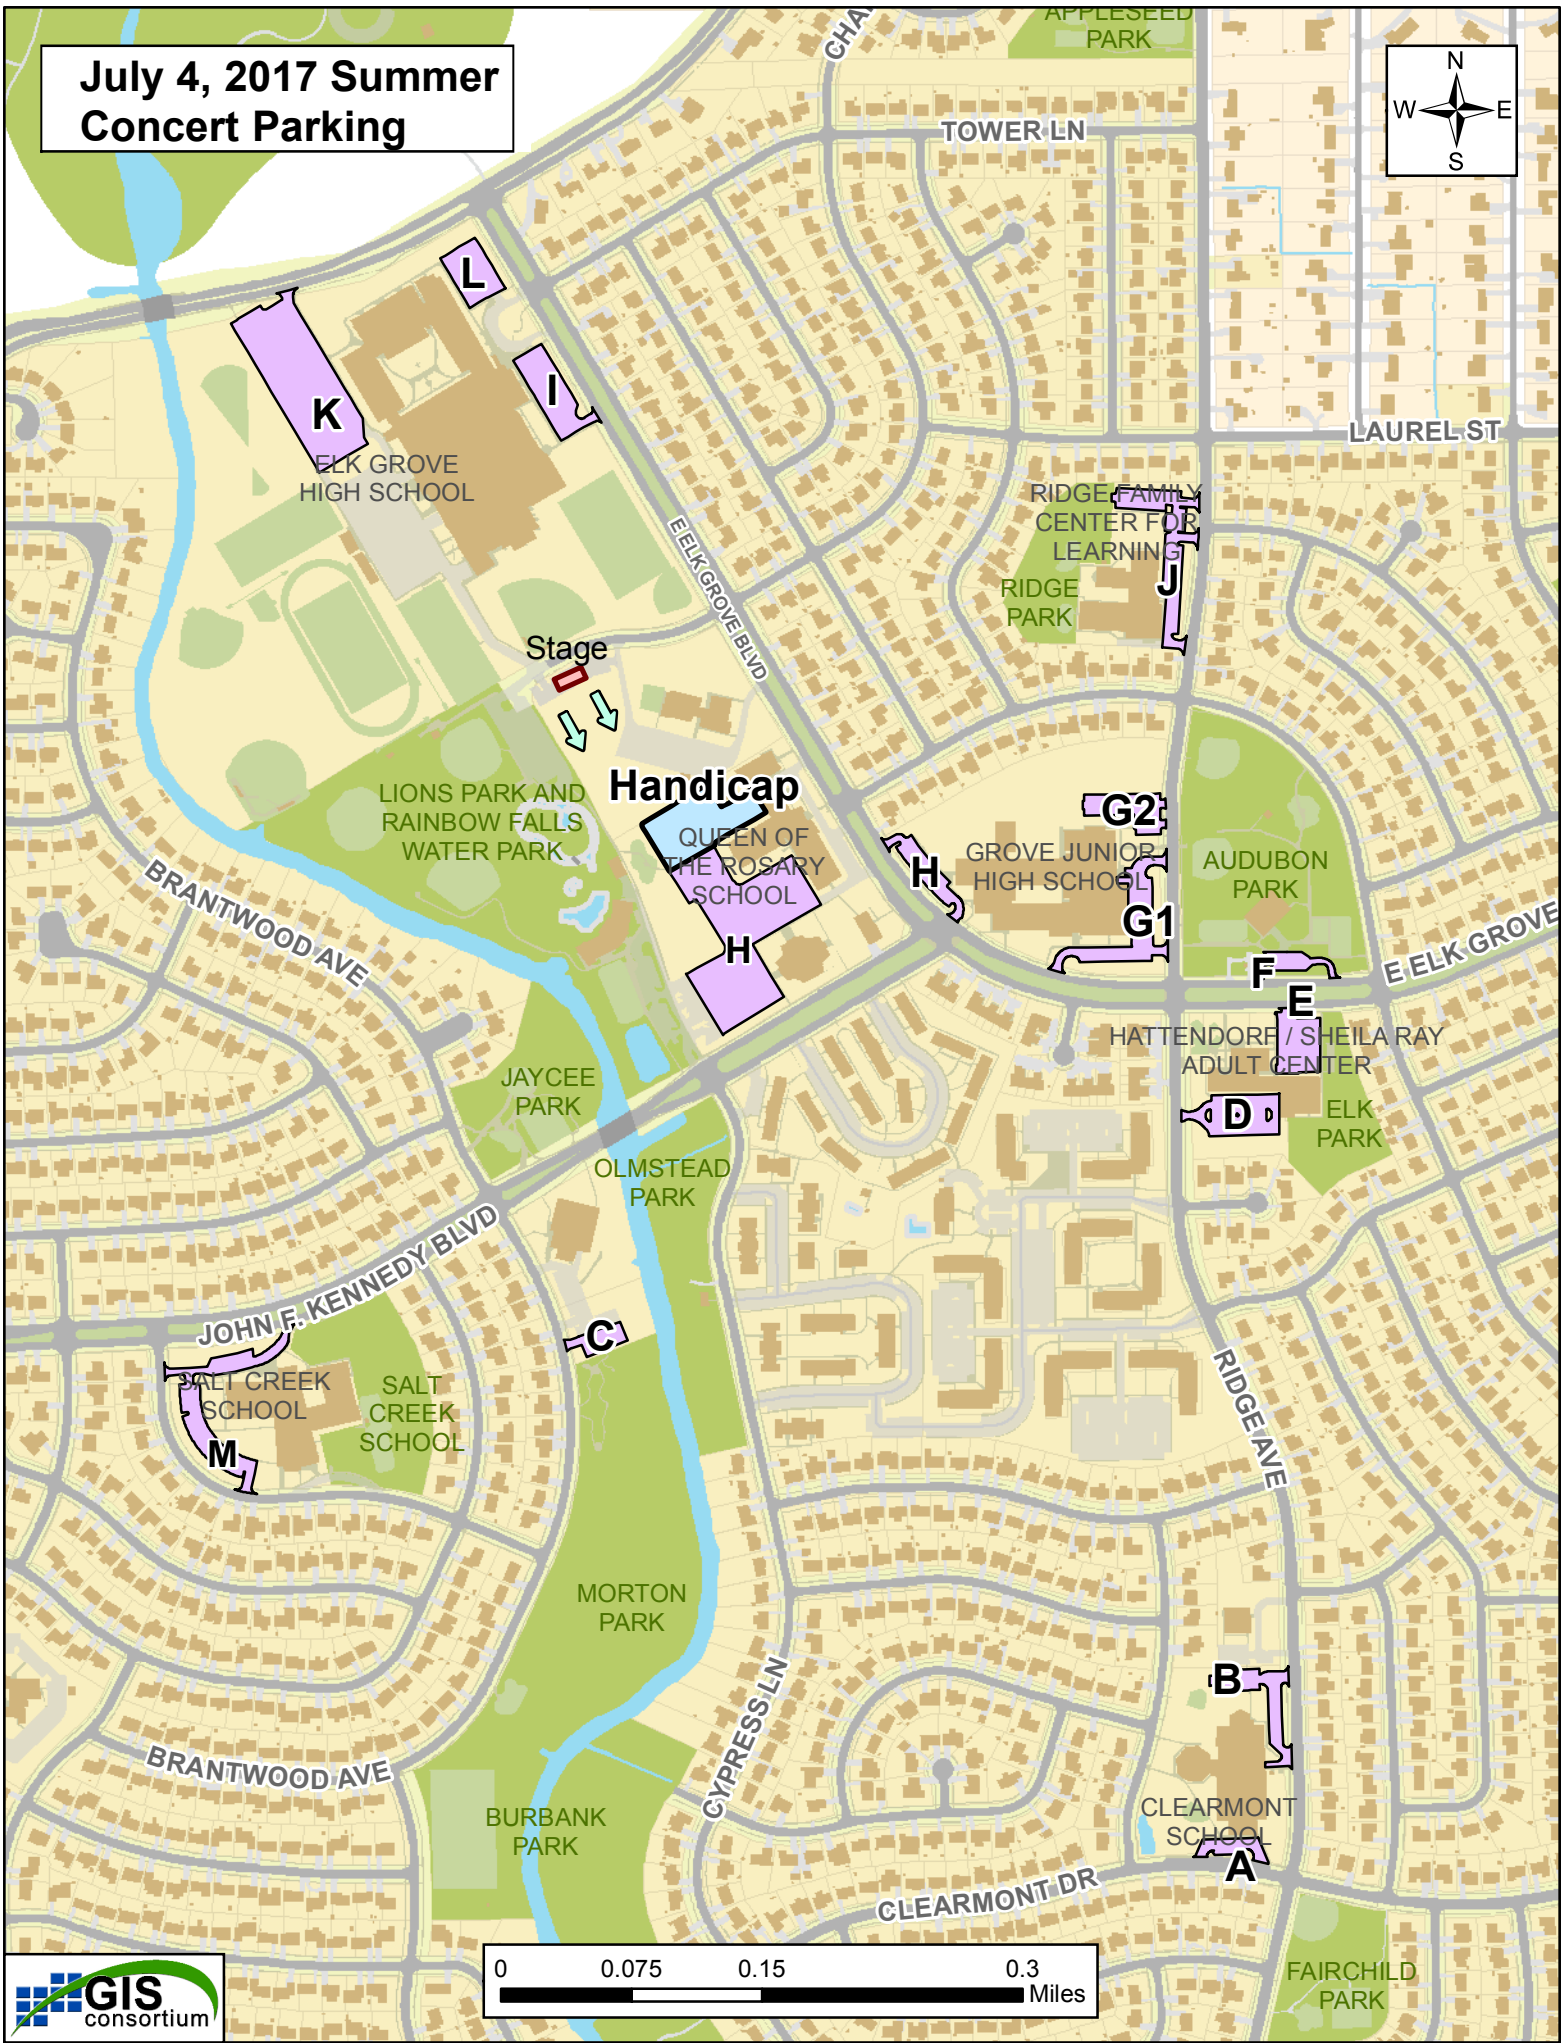 APPLESEED
PARK
July 4, 2017 Summer
Concert Parking
N
W
E
S
TOWER LN
L
I
K
LAUREL ST
ELK GROVE
HIGH SCHOOL
RIDGE FAMILY
CENTER FOR
LEARNING
J
RIDGE
PARK
E ELK GROVE BLVD
Stage
Handicap
LIONS PARK AND
RAINBOW FALLS
WATER PARK
QUEEN OF
THE ROSARY
SCHOOL
H
H
GROVE JUNIOR
HIGH SCHOOL
G2
G1
AUDUBON
PARK
BRANTWOOD AVE
E ELK GROVE
F
E
HATTENDORF / SHEILA RAY
ADULT CENTER
D
ELK
PARK
JAYCEE
PARK
OLMSTEAD
PARK
JOHN F. KENNEDY BLVD
C
SALT CREEK
SCHOOL
SALT
CREEK
SCHOOL
M
RIDGE AVE
MORTON
PARK
CYPRESS LN
B
BRANTWOOD AVE
BURBANK
PARK
CLEARMONT
SCHOOL
A
CLEARMONT DR
FAIRCHILD
PARK
0 0.075 0.15 0.3
Miles
GIS
consortium